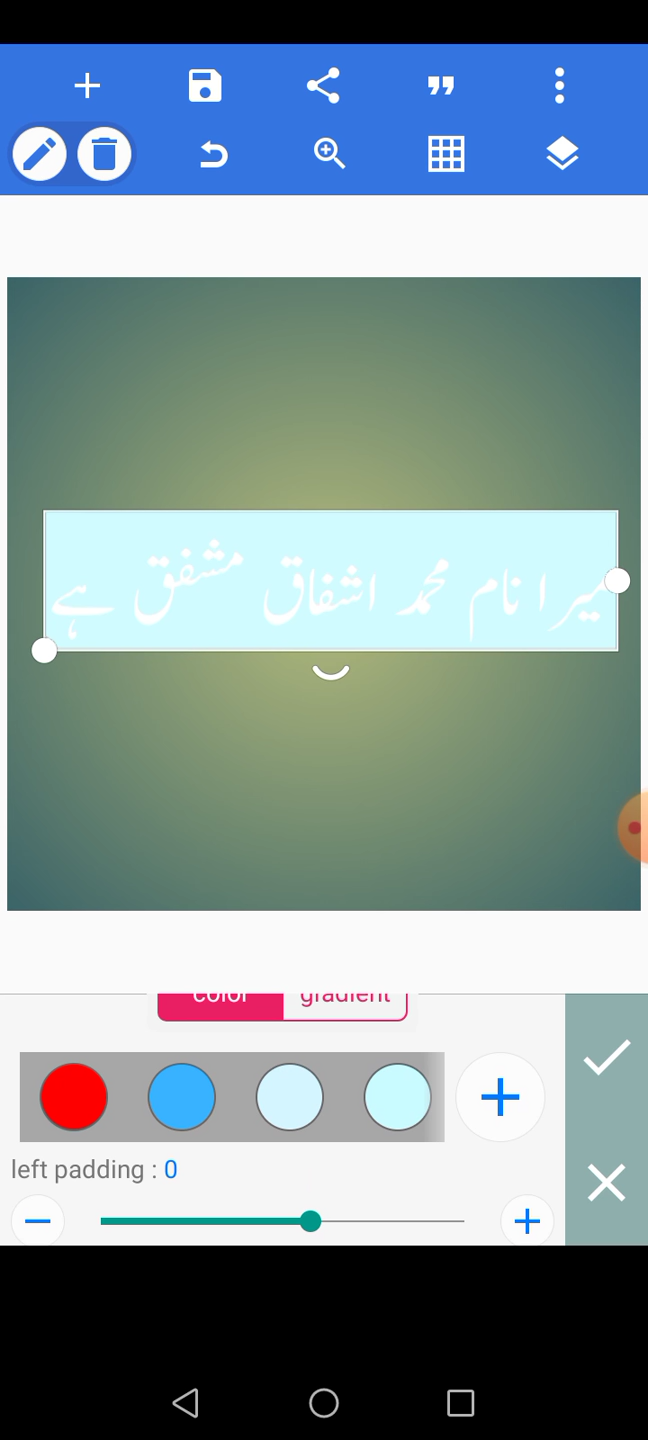 میرا نام محمد اشفاق مشفق ہے
color gradient
left padding : 0